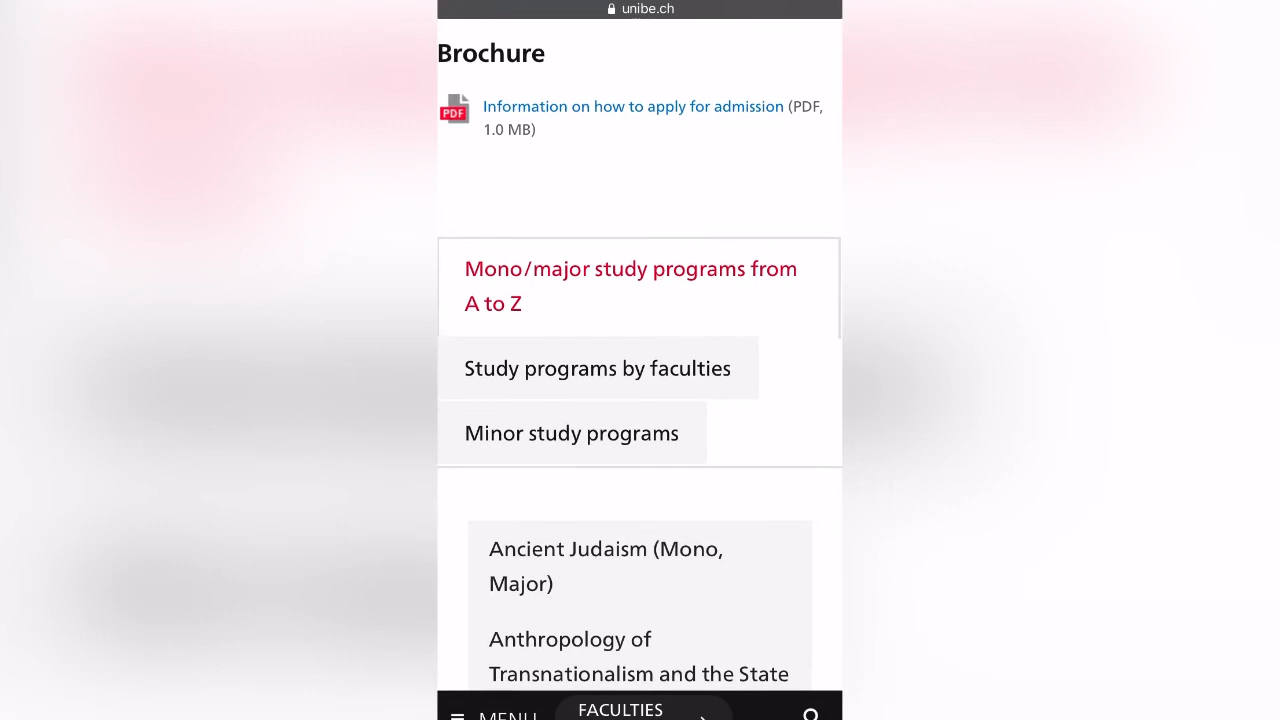 unibe.ch
Brochure
PDF
Information on how to apply for admission (PDF,
1.0 MB)
Mono/major study programs from
A to Z
Study programs by faculties
Minor study programs
Ancient Judaism (Mono,
Major)
Anthropology of
Transnationalism and the State
MENU
FACULTIES